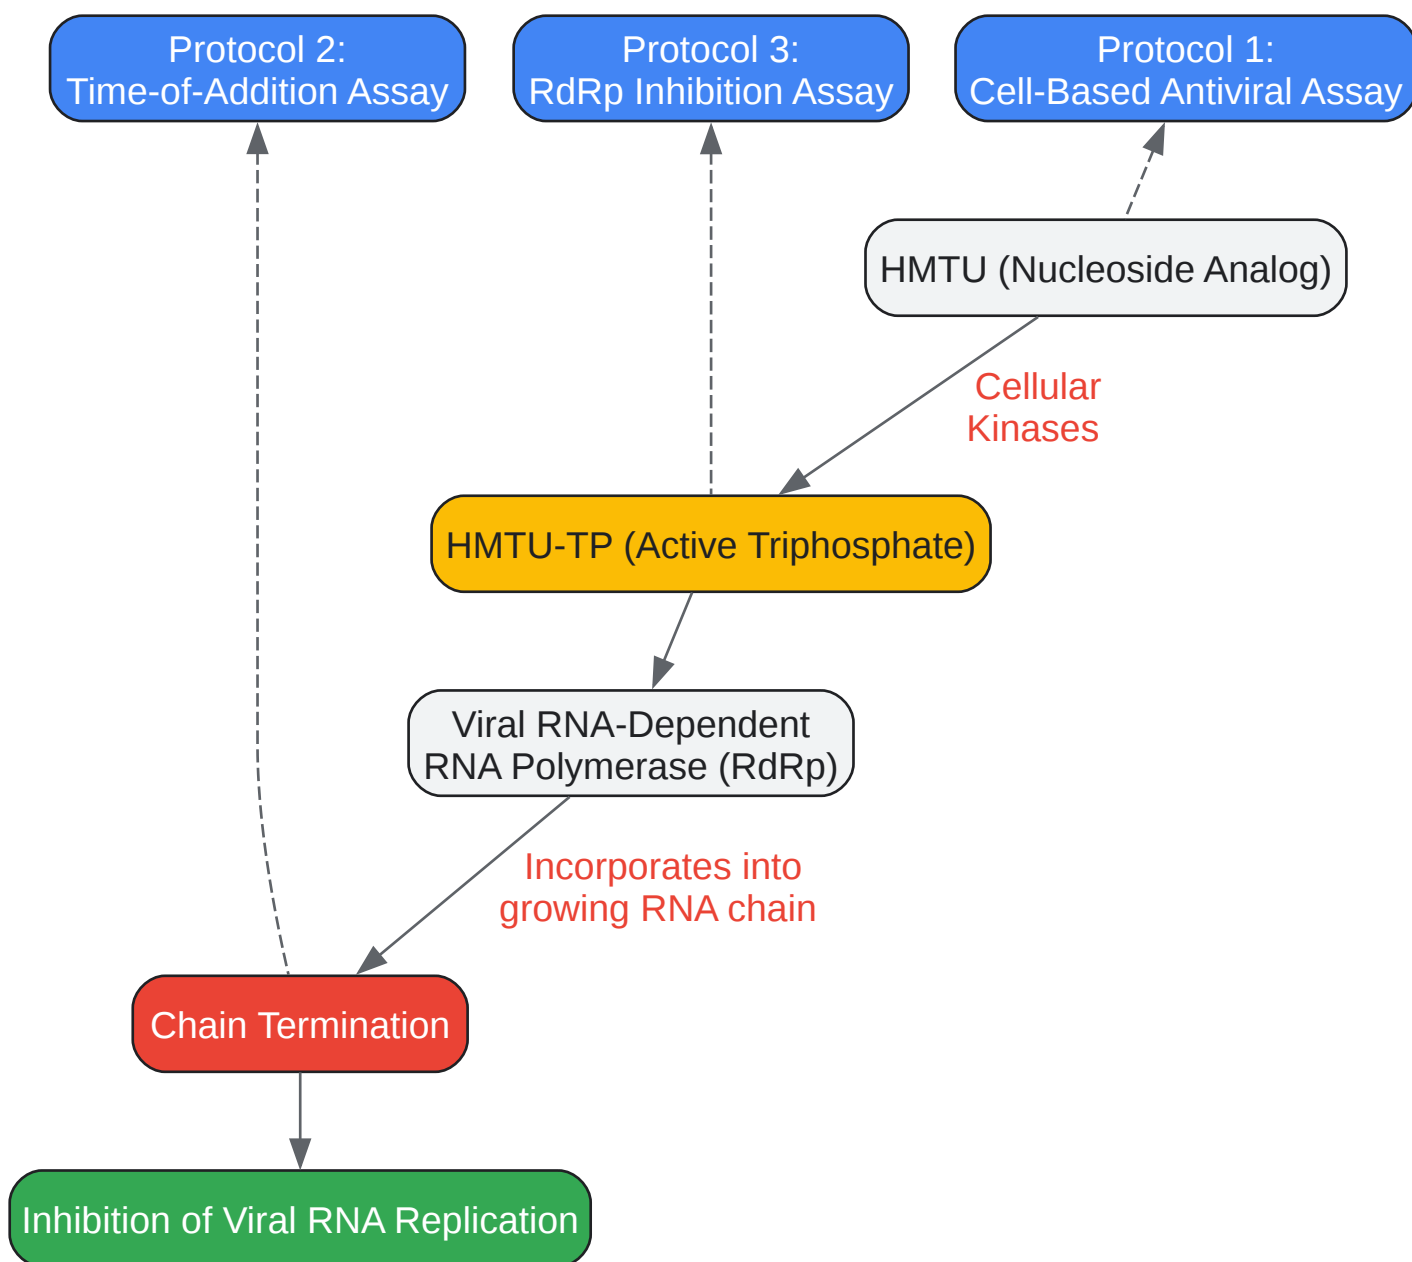 Protocol 2:
Time-of-Addition Assay
Protocol 3:
RdRp Inhibition Assay
Protocol 1:
Cell-Based Antiviral Assay
HMTU (Nucleoside Analog)
Cellular
Kinases
HMTU-TP (Active Triphosphate)
Viral RNA-Dependent
RNA Polymerase (RdRp)
Incorporates into
growing RNA chain
Chain Termination
Inhibition of Viral RNA Replication